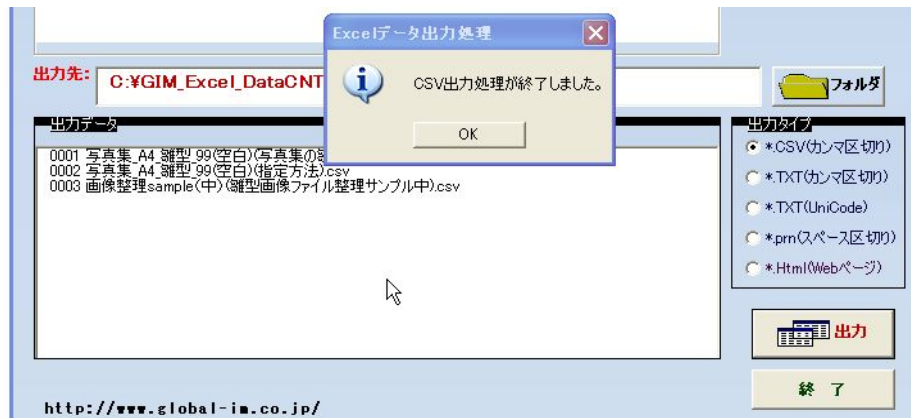 Excelデータ出力処理
CSV出力処理が終了しました。
OK
出力先:
C:¥GIM_Excel_DataCNT
フォルダ
出力データ
0001 写真集_A4_雛型_99(空白)(写真集の
0002 写真集_A4_雛型_99(空白)(指定方法).csv
0003 画像整理sample(中)(雛型画像ファイル整理サンプル中).csv
出力タイプ
*.CSV(カンマ区切り)
*.TXT(カンマ区切り)
*.TXT(UniCode)
*.prn(スペース区切り)
*.Html(Webページ)
出力
終 了
http://www.global-im.co.jp/